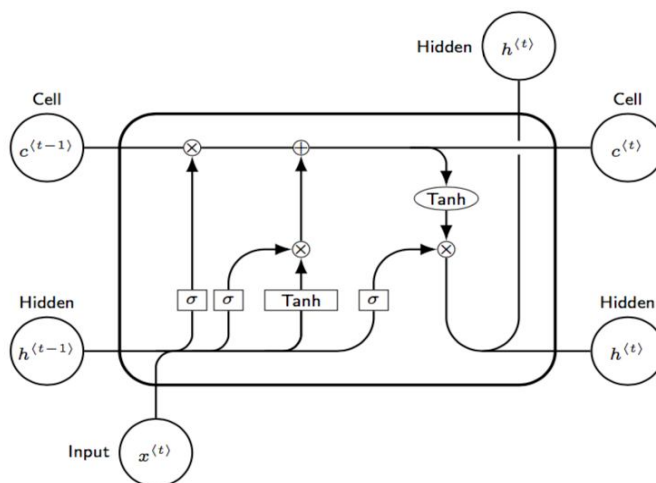 Hidden h⟨t⟩
Cell Cell
c⟨t−1⟩ × + c⟨t⟩
Tanh
× ×
σ σ Tanh σ
Hidden Hidden
h⟨t−1⟩ h⟨t⟩
Input x⟨t⟩